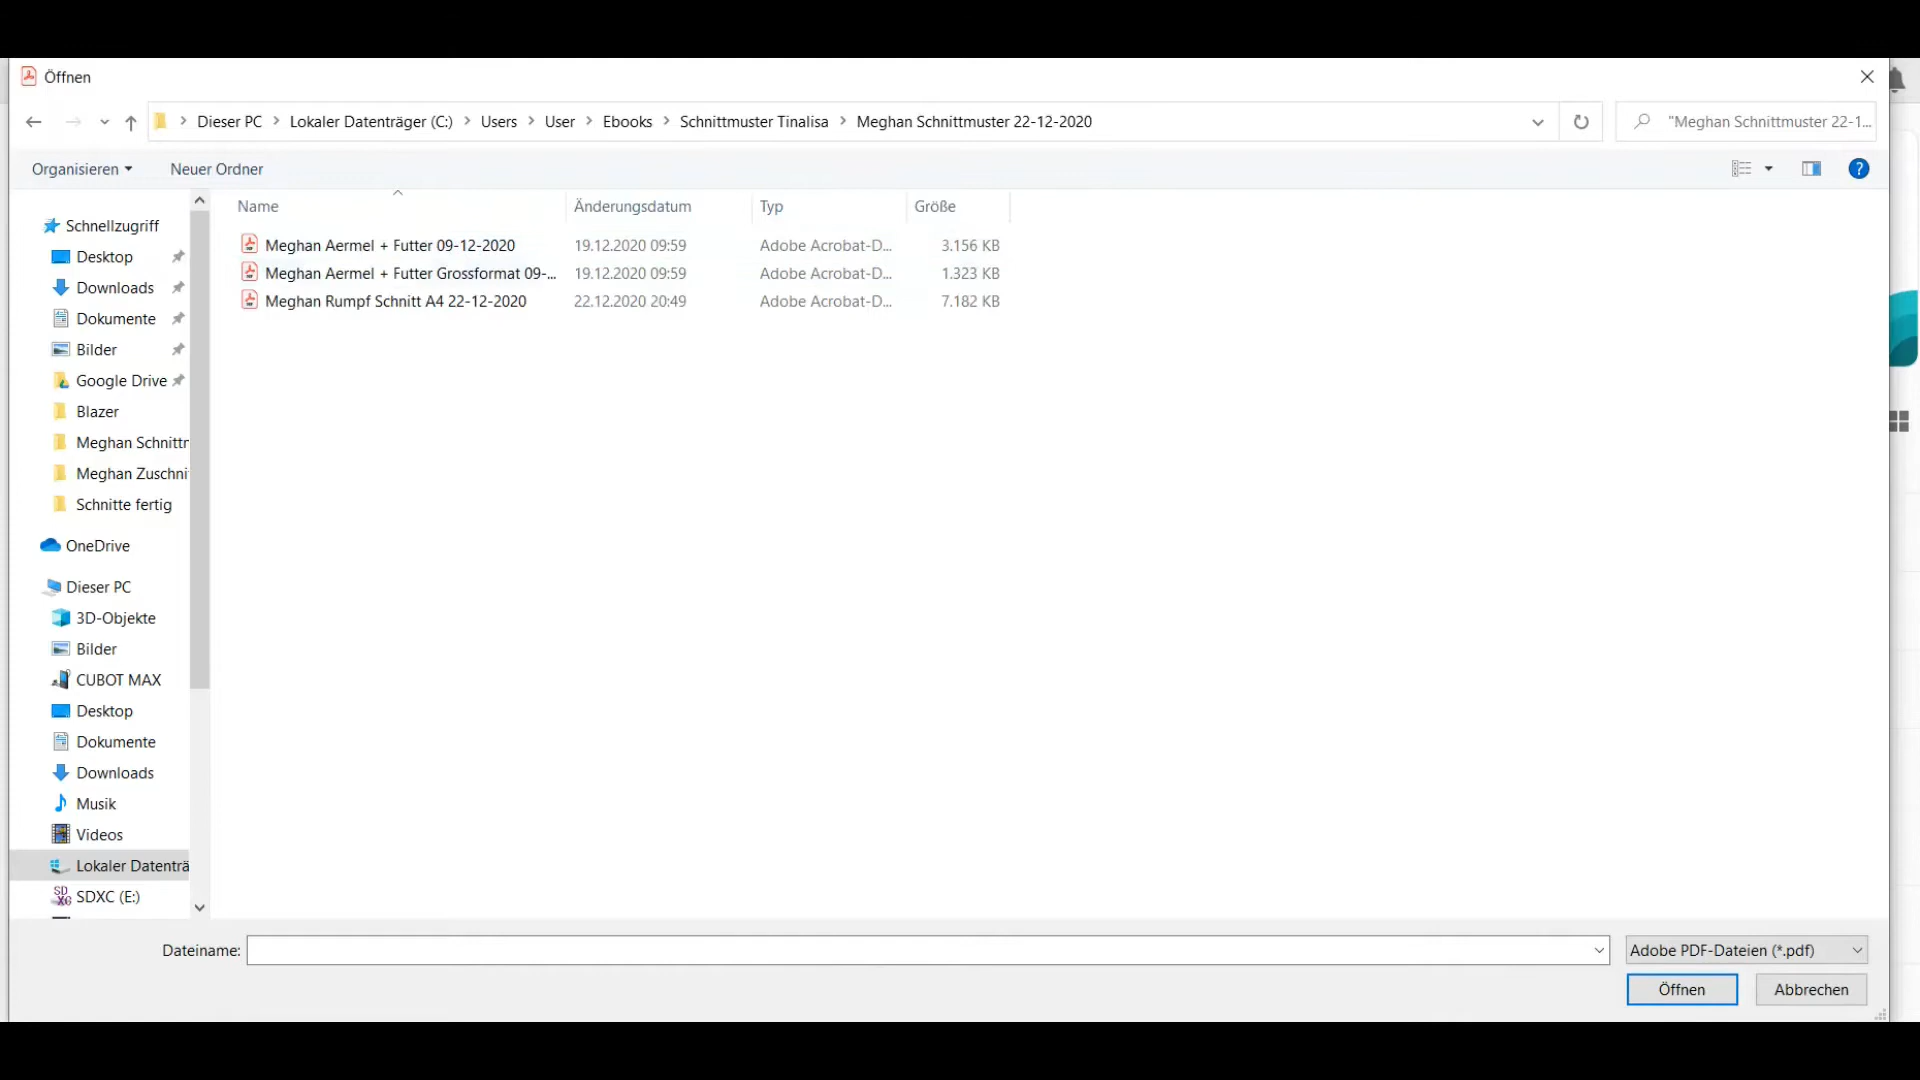 Öffnen
Dieser PC > Lokaler Datenträger (C:) > Users > User > Ebooks > Schnittmuster Tinalisa > Meghan Schnittmuster 22-12-2020
"Meghan Schnittmuster 22-1...
Organisieren
Neuer Ordner
Name Änderungsdatum Typ Größe
Meghan Aermel + Futter 09-12-2020 19.12.2020 09:59 Adobe Acrobat-D... 3.156 KB
Meghan Aermel + Futter Grossformat 09-... 19.12.2020 09:59 Adobe Acrobat-D... 1.323 KB
Meghan Rumpf Schnitt A4 22-12-2020 22.12.2020 20:49 Adobe Acrobat-D... 7.182 KB
Schnellzugriff
Desktop
Downloads
Dokumente
Bilder
Google Drive
Blazer
Meghan Schnittr
Meghan Zuschni
Schnitte fertig
OneDrive
Dieser PC
3D-Objekte
Bilder
CUBOT MAX
Desktop
Dokumente
Downloads
Musik
Videos
Lokaler Datenträ
SDXC (E:)
Dateiname:
Adobe PDF-Dateien (*.pdf)
Öffnen
Abbrechen